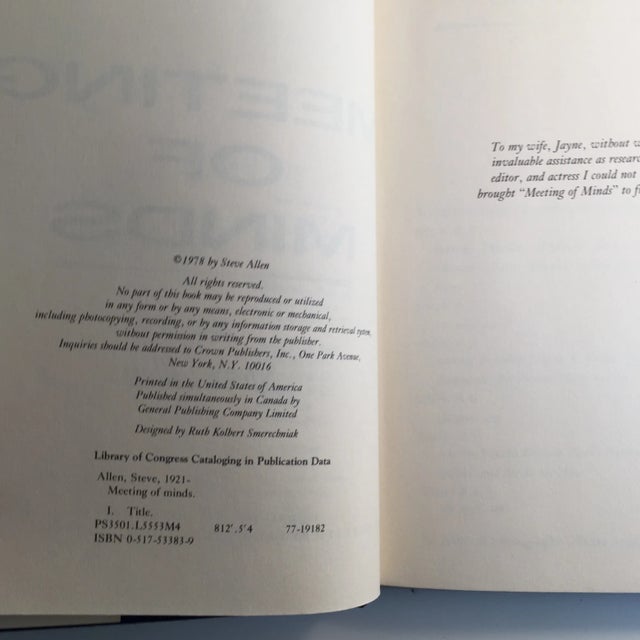 MEETING
OF
MINDS
©1978 by Steve Allen
All rights reserved.
No part of this book may be reproduced or utilized
in any form or by any means, electronic or mechanical,
including photocopying, recording, or by any information storage and retrieval system,
without permission in writing from the publisher.
Inquiries should be addressed to Crown Publishers, Inc., One Park Avenue,
New York, N.Y. 10016
Printed in the United States of America
Published simultaneously in Canada by
General Publishing Company Limited
Designed by Ruth Kolbert Smerechniak
Library of Congress Cataloging in Publication Data
Allen, Steve, 1921-
Meeting of minds.
I. Title.
PS3501.L5553M4 812'.5'4 77-19182
ISBN 0-517-53383-9
To my wife, Jayne, without
invaluable assistance as
editor, and actress I could not
brought "Meeting of Minds" to